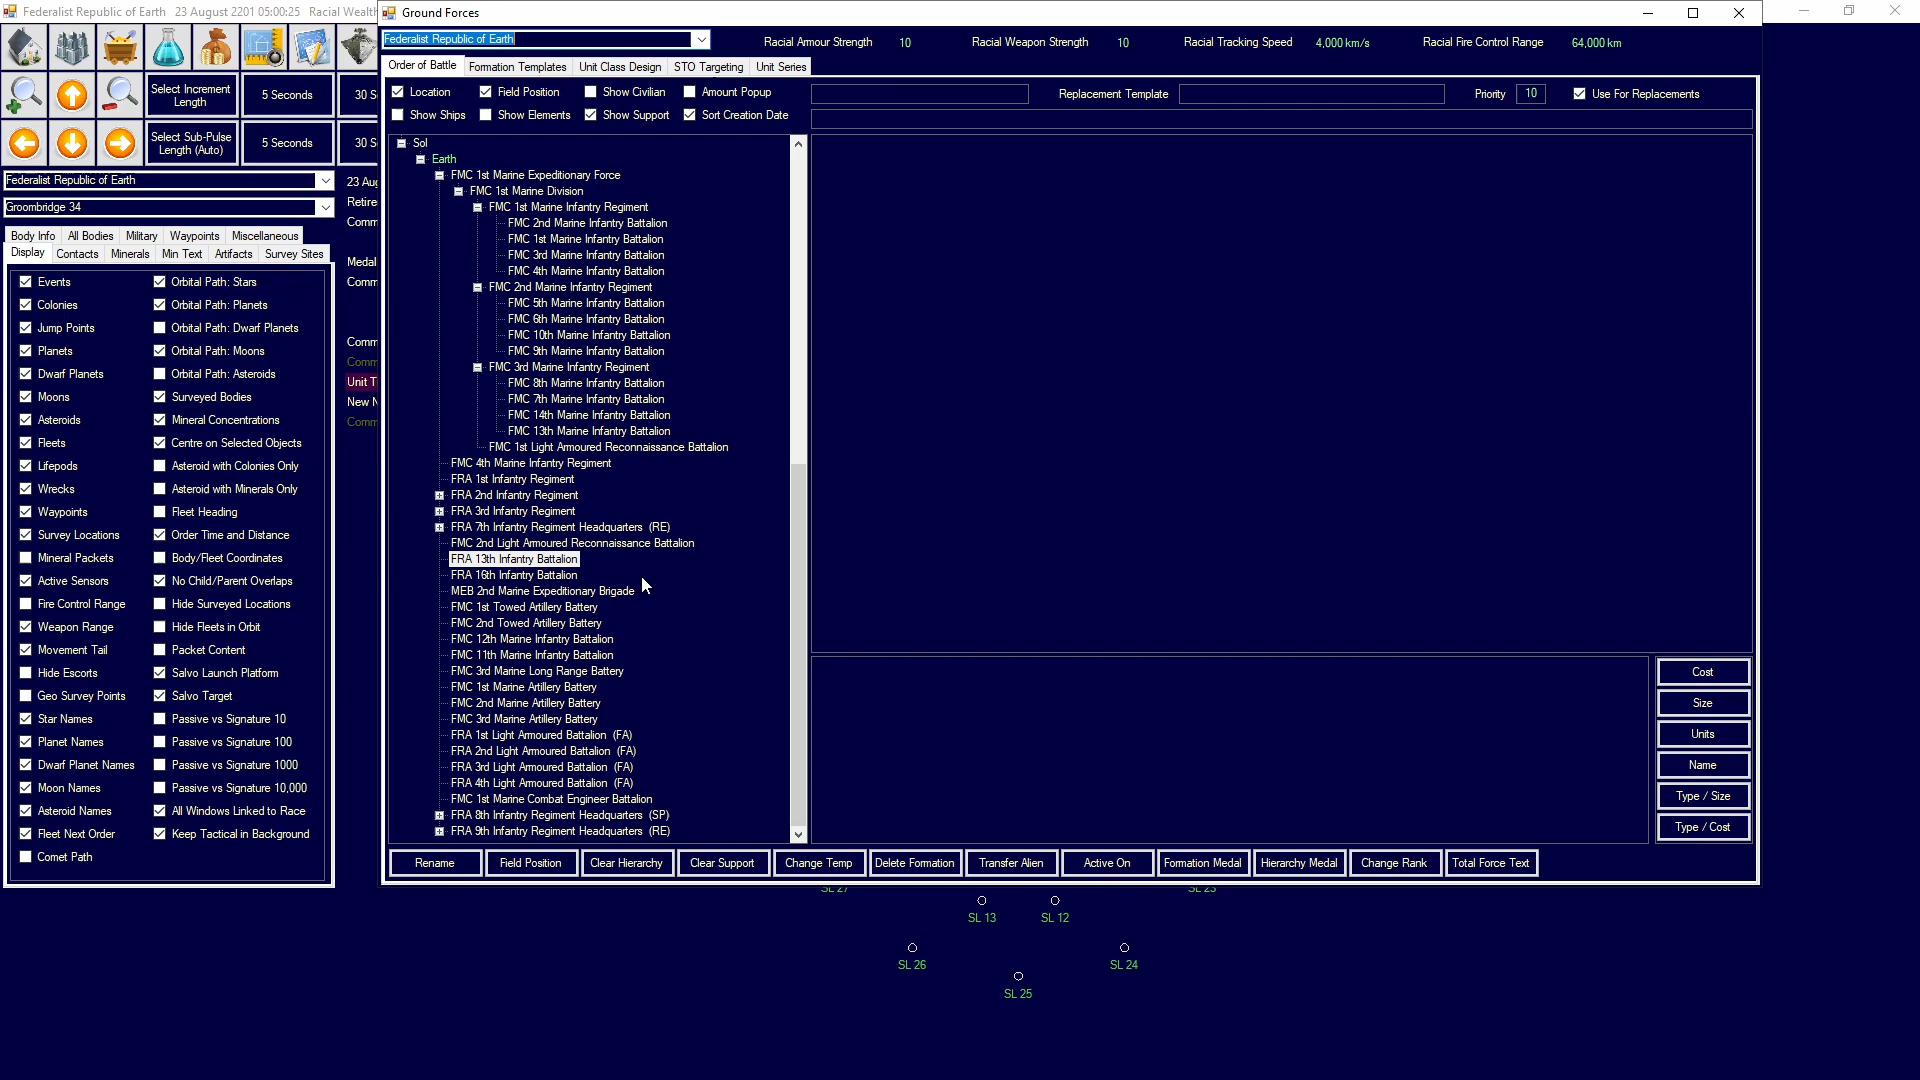 Federalist Republic of Earth   23 August 2201 05:00:25   Racial Wealth
Ground Forces
Federalist Republic of Earth
Racial Armour Strength 10 Racial Weapon Strength 10 Racial Tracking Speed 4,000 km/s Racial Fire Control Range 64,000 km
Order of Battle Formation Templates Unit Class Design STO Targeting Unit Series
Location Field Position Show Civilian Amount Popup
Replacement Template Priority 10 Use For Replacements
Show Ships Show Elements Show Support Sort Creation Date
Select Increment Length
5 Seconds
30 S
Select Sub-Pulse Length (Auto)
5 Seconds
30 S
Federalist Republic of Earth
Groombridge 34
Body Info All Bodies Military Waypoints Miscellaneous
Display Contacts Minerals Min Text Artifacts Survey Sites
Events Orbital Path: Stars
Colonies Orbital Path: Planets
Jump Points Orbital Path: Dwarf Planets
Planets Orbital Path: Moons
Dwarf Planets Orbital Path: Asteroids
Moons Surveyed Bodies
Asteroids Mineral Concentrations
Fleets Centre on Selected Objects
Lifepods Asteroid with Colonies Only
Wrecks Asteroid with Minerals Only
Waypoints Fleet Heading
Survey Locations Order Time and Distance
Mineral Packets Body/Fleet Coordinates
Active Sensors No Child/Parent Overlaps
Fire Control Range Hide Surveyed Locations
Weapon Range Hide Fleets in Orbit
Movement Tail Packet Content
Hide Escorts Salvo Launch Platform
Geo Survey Points Salvo Target
Star Names Passive vs Signature 10
Planet Names Passive vs Signature 100
Dwarf Planet Names Passive vs Signature 1000
Moon Names Passive vs Signature 10,000
Asteroid Names All Windows Linked to Race
Fleet Next Order Keep Tactical in Background
Comet Path
23 Aug
Retire
Comm
Medal
Comm
Comm
Comm
Unit T
New N
Comm
Sol
Earth
FMC 1st Marine Expeditionary Force
FMC 1st Marine Division
FMC 1st Marine Infantry Regiment
FMC 2nd Marine Infantry Battalion
FMC 1st Marine Infantry Battalion
FMC 3rd Marine Infantry Battalion
FMC 4th Marine Infantry Battalion
FMC 2nd Marine Infantry Regiment
FMC 5th Marine Infantry Battalion
FMC 6th Marine Infantry Battalion
FMC 10th Marine Infantry Battalion
FMC 9th Marine Infantry Battalion
FMC 3rd Marine Infantry Regiment
FMC 8th Marine Infantry Battalion
FMC 7th Marine Infantry Battalion
FMC 14th Marine Infantry Battalion
FMC 13th Marine Infantry Battalion
FMC 1st Light Armoured Reconnaissance Battalion
FMC 4th Marine Infantry Regiment
FRA 1st Infantry Regiment
FRA 2nd Infantry Regiment
FRA 3rd Infantry Regiment
FRA 7th Infantry Regiment Headquarters (RE)
FMC 2nd Light Armoured Reconnaissance Battalion
FRA 13th Infantry Battalion
FRA 16th Infantry Battalion
MEB 2nd Marine Expeditionary Brigade
FMC 1st Towed Artillery Battery
FMC 2nd Towed Artillery Battery
FMC 12th Marine Infantry Battalion
FMC 11th Marine Infantry Battalion
FMC 3rd Marine Long Range Battery
FMC 1st Marine Artillery Battery
FMC 2nd Marine Artillery Battery
FMC 3rd Marine Artillery Battery
FRA 1st Light Armoured Battalion (FA)
FRA 2nd Light Armoured Battalion (FA)
FRA 3rd Light Armoured Battalion (FA)
FRA 4th Light Armoured Battalion (FA)
FMC 1st Marine Combat Engineer Battalion
FRA 8th Infantry Regiment Headquarters (SP)
FRA 9th Infantry Regiment Headquarters (RE)
Cost
Size
Units
Name
Type / Size
Type / Cost
Rename Field Position Clear Hierarchy Clear Support Change Temp Delete Formation Transfer Alien Active On Formation Medal Hierarchy Medal Change Rank Total Force Text
SL 27 SL 23
SL 13 SL 12
SL 26 SL 24
SL 25